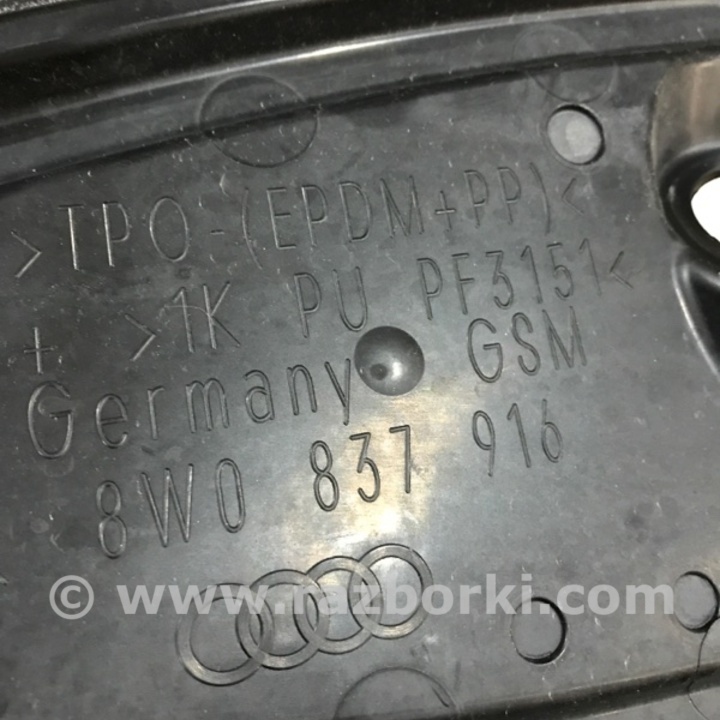 >TPO-(EPDM+PP)<
+ >1K PU PF3151<
Germany GSM
8W0 837 916
© www.razborki.com